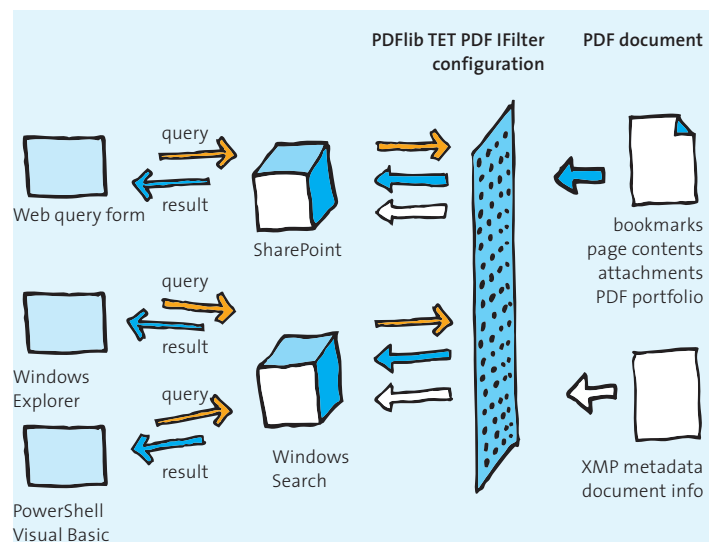 PDFlib TET PDF IFilter
configuration
PDF document
query
result
Web query form
SharePoint
bookmarks
page contents
attachments
PDF portfolio
query
result
Windows
Explorer
query
result
Windows
Search
PowerShell
Visual Basic
XMP metadata
document info